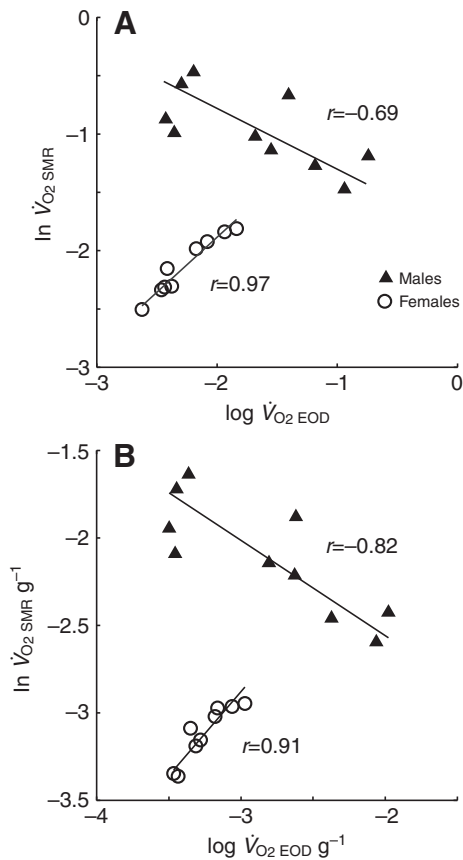 A
0
−1
−2
−3
ln V̇O2 SMR
r=−0.69
r=0.97
Males
Females
−3 −2 −1 0
log V̇O2 EOD
B
−1.5
−2
−2.5
−3
−3.5
ln V̇O2 SMR g−1
r=−0.82
r=0.91
−4 −3 −2
log V̇O2 EOD g−1